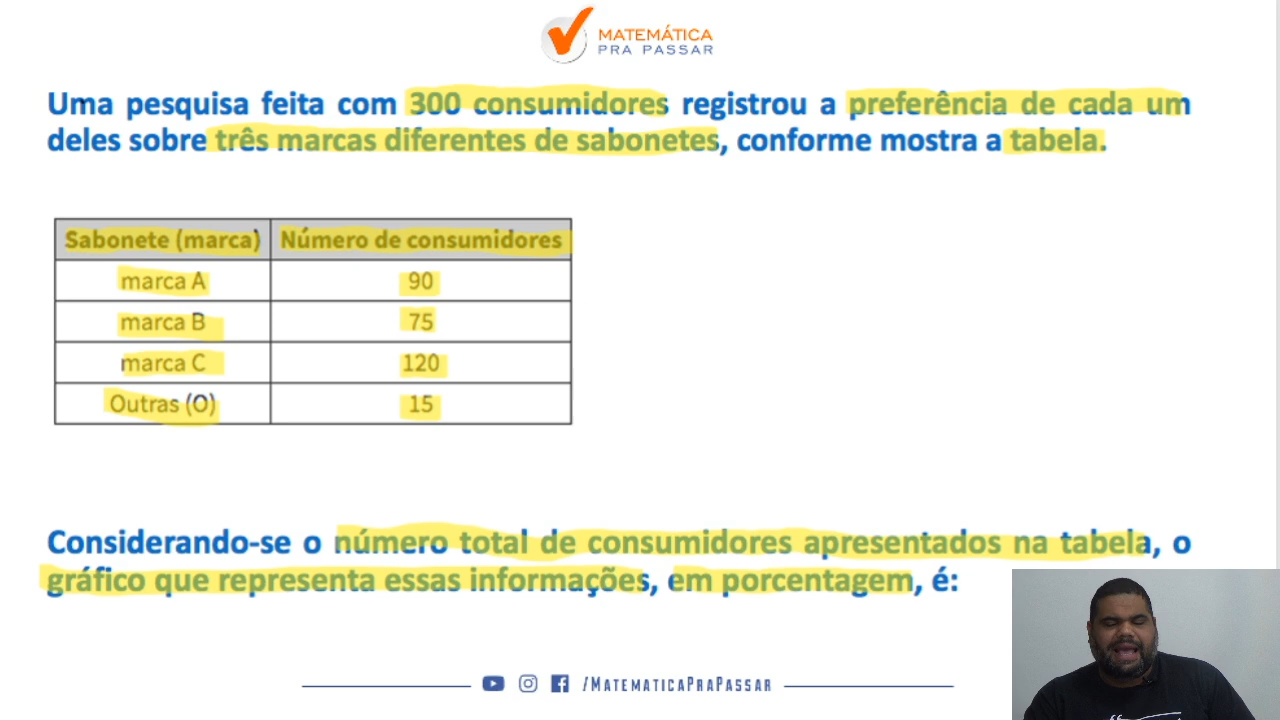 MATEMÁTICA
PRA PASSAR
Uma pesquisa feita com 300 consumidores registrou a preferência de cada um
deles sobre três marcas diferentes de sabonetes, conforme mostra a tabela.
Sabonete (marca) Número de consumidores
marca A 90
marca B 75
marca C 120
Outras (O) 15
Considerando-se o número total de consumidores apresentados na tabela, o
gráfico que representa essas informações, em porcentagem, é:
/MATEMATICAPRAPASSAR